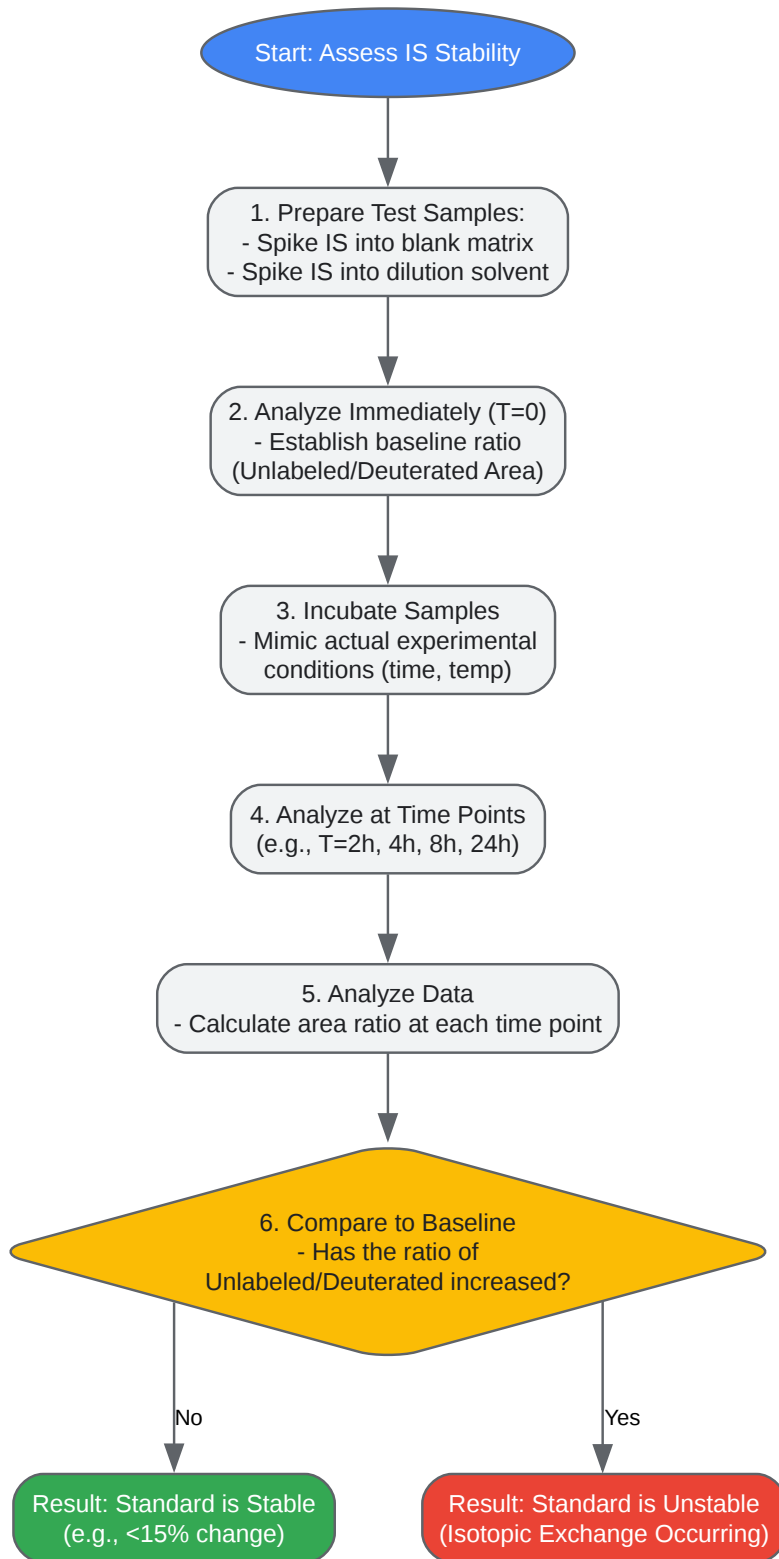 Start: Assess IS Stability
1. Prepare Test Samples:
- Spike IS into blank matrix
- Spike IS into dilution solvent
2. Analyze Immediately (T=0)
- Establish baseline ratio
(Unlabeled/Deuterated Area)
3. Incubate Samples
- Mimic actual experimental
conditions (time, temp)
4. Analyze at Time Points
(e.g., T=2h, 4h, 8h, 24h)
5. Analyze Data
- Calculate area ratio at each time point
6. Compare to Baseline
- Has the ratio of
Unlabeled/Deuterated increased?
No
Yes
Result: Standard is Stable
(e.g., <15% change)
Result: Standard is Unstable
(Isotopic Exchange Occurring)